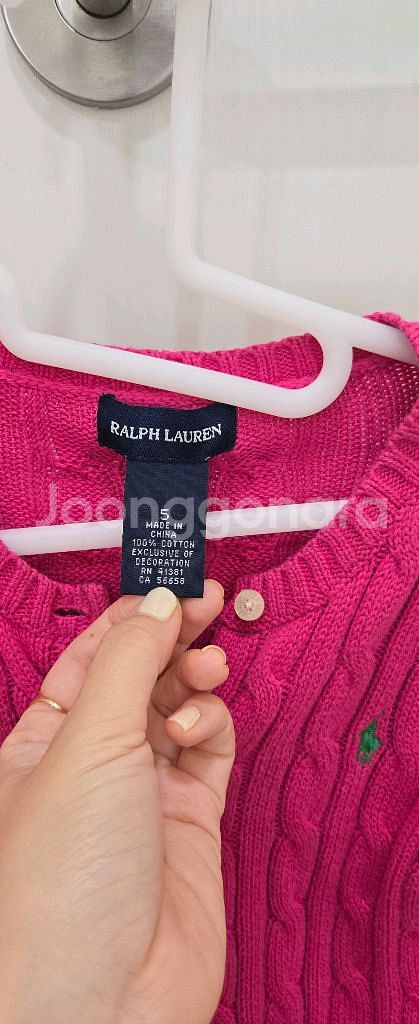 RALPH LAUREN
5
MADE IN
CHINA
100% COTTON
EXCLUSIVE OF
DECORATION
RN 41381
CA 56658
Joonggonara